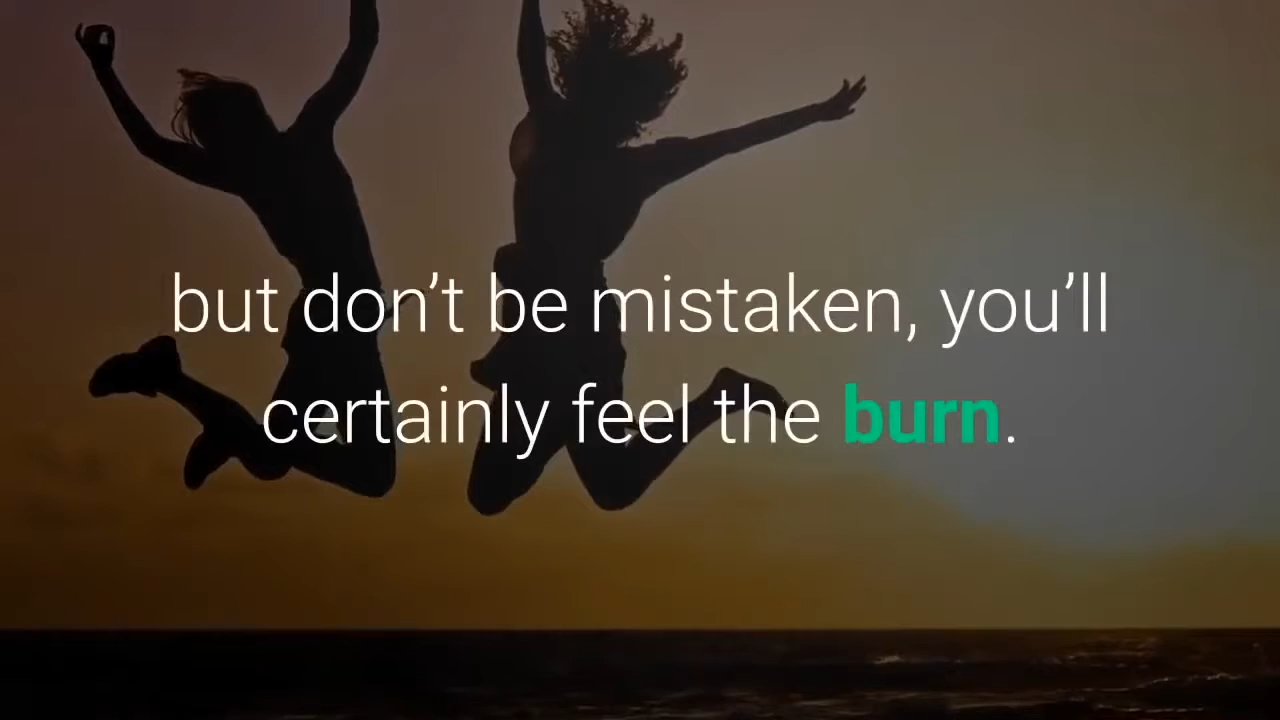 but don’t be mistaken, you’ll
certainly feel the burn.